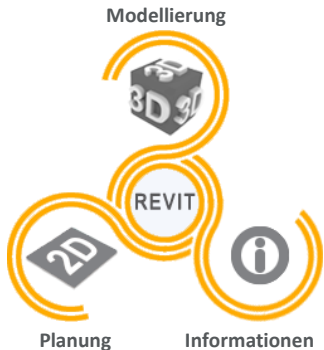 Modellierung
3D
3D
3D
REVIT
2D
i
Planung
Informationen